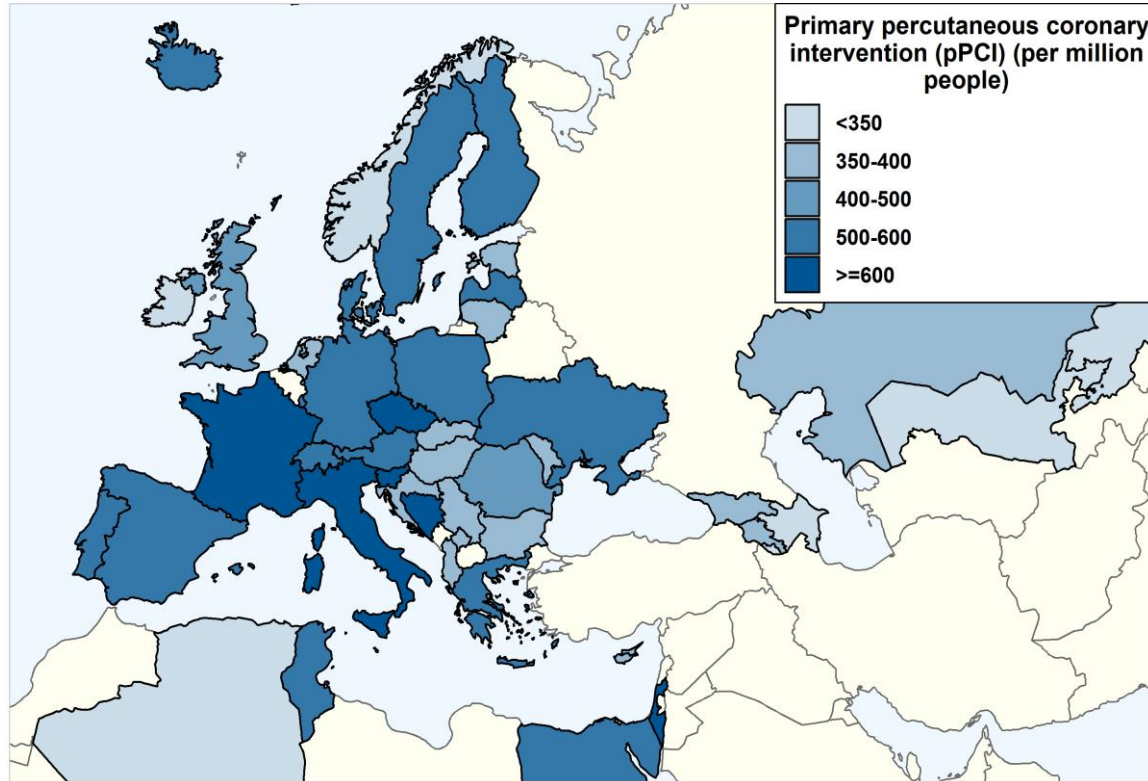 Primary percutaneous coronary
intervention (pPCI) (per million
people)
<350
350-400
400-500
500-600
>=600